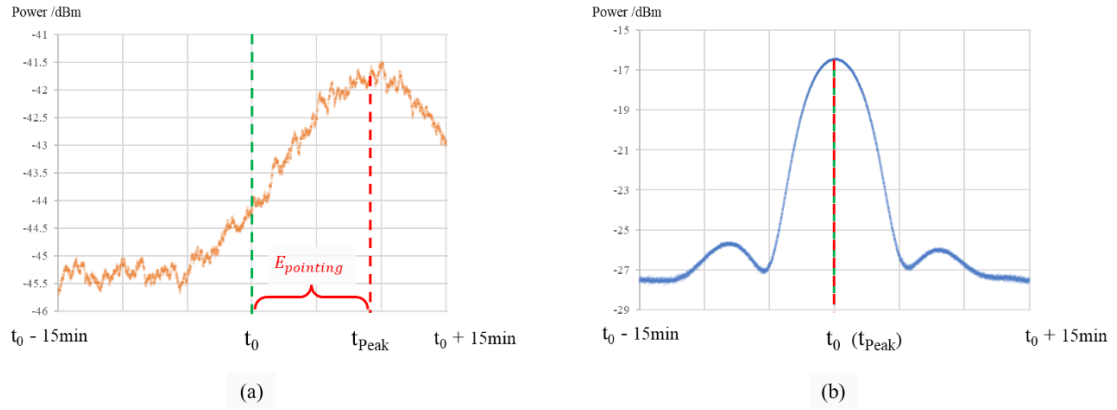 Power /dBm
-41
-41.5
-42
-42.5
-43
-43.5
-44
-44.5
-45
-45.5
-46
E_pointing
t₀ - 15min
t₀
t_Peak
t₀ + 15min
(a)
Power /dBm
-15
-17
-19
-21
-23
-25
-27
-29
t₀ - 15min
t₀ (t_Peak)
t₀ + 15min
(b)